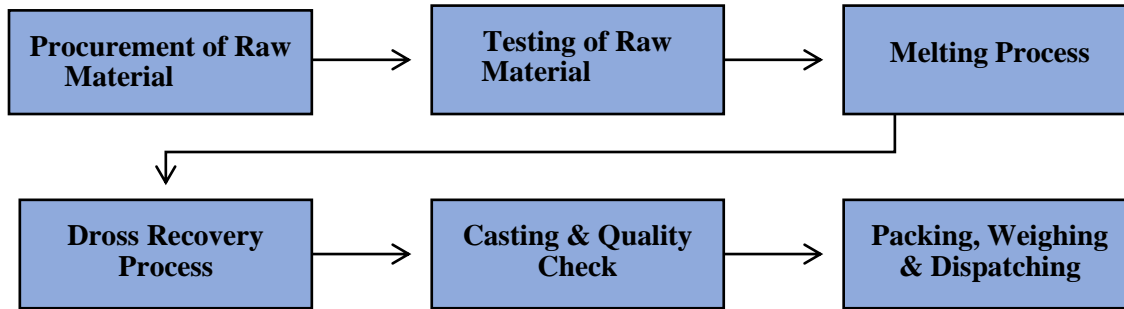 Procurement of Raw
Material
Testing of Raw
Material
Melting Process
Dross Recovery
Process
Casting & Quality
Check
Packing, Weighing
& Dispatching